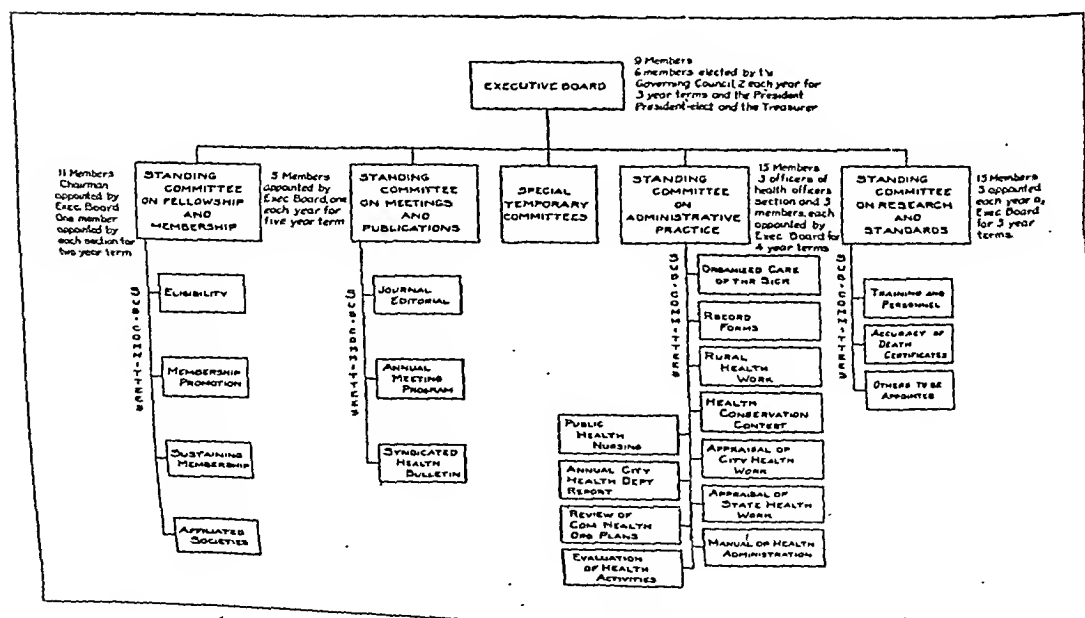 EXECUTIVE BOARD
9 Members
6 members elected by the
Governing Council, 2 each year for
3 year terms and the President
President-elect and the Treasurer
11 Members
Chairman
appointed by
Exec. Board
One member
appointed by
each section for
two year term
STANDING
COMMITTEE
ON FELLOWSHIP
AND
MEMBERSHIP
SUB-COMMITTEES
ELIGIBILITY
MEMBERSHIP
PROMOTION
SUSTAINING
MEMBERSHIP
AFFILIATED
SOCIETIES
5 Members
appointed by
Exec Board, one
each year for
five year term
STANDING
COMMITTEE
ON MEETINGS
AND
PUBLICATIONS
SUB-COMMITTEES
JOURNAL
EDITORIAL
ANNUAL
MEETING
PROGRAM
SYNDICATED
HEALTH
BULLETIN
SPECIAL
TEMPORARY
COMMITTEES
STANDING
COMMITTEE
ON
ADMINISTRATIVE
PRACTICE
15 Members
3 officers of
health officers
section and 3
members, each
appointed by
Exec. Board for
4 year terms
SUB-COMMITTEES
ORGANIZED CARE
OF THE SICK
RECORD
FORMS
RURAL
HEALTH
WORK
HEALTH
CONSERVATION
CONTEST
APPRAISAL OF
CITY HEALTH
WORK
APPRAISAL OF
STATE HEALTH
WORK
MANUAL OF HEALTH
ADMINISTRATION
PUBLIC
HEALTH
NURSING
ANNUAL CITY
HEALTH DEPT
REPORT
REVIEW OF
COM HEALTH
ORG PLANS
EVALUATION
OF HEALTH
ACTIVITIES
STANDING
COMMITTEE
ON RESEARCH
AND
STANDARDS
15 Members
5 appointed
each year by
Exec Board
for 3 year
terms.
SUB-COMMITTEES
TRAINING AND
PERSONNEL
ACCURACY OF
DEATH
CERTIFICATES
OTHERS TO BE
APPOINTED